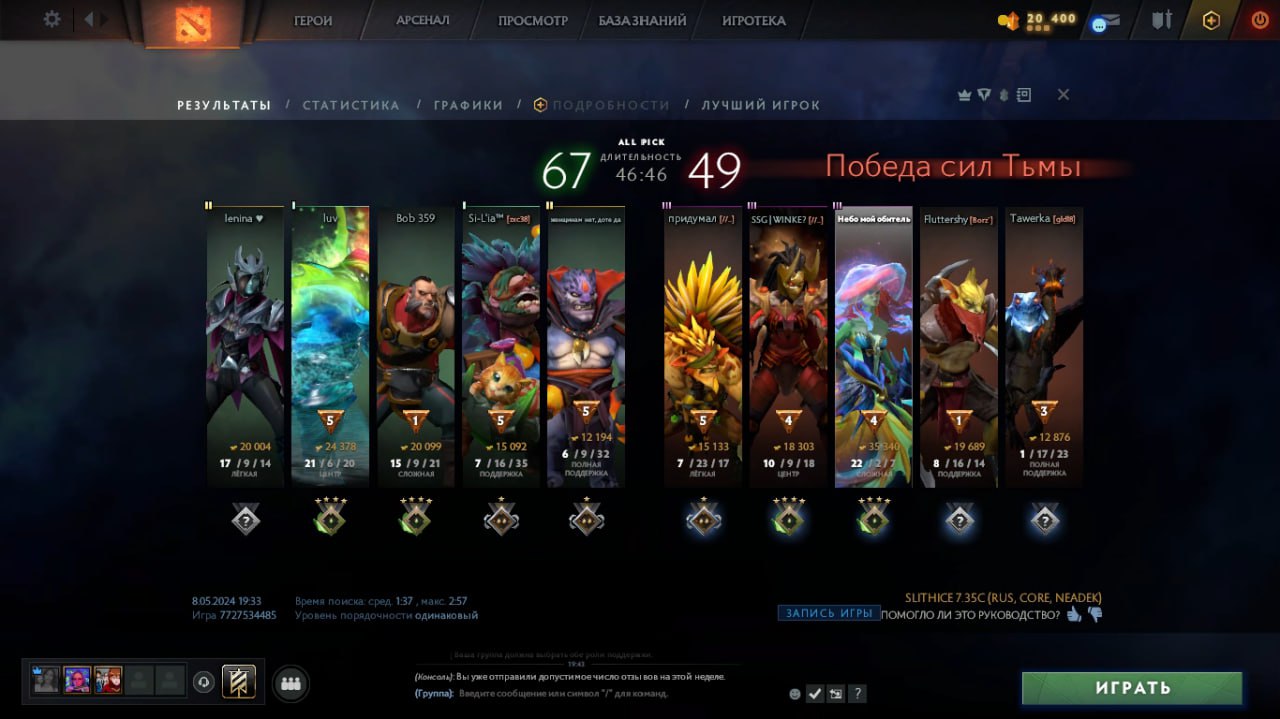 ГЕРОИ АРСЕНАЛ ПРОСМОТР БАЗА ЗНАНИЙ ИГРОТЕКА 20 400
РЕЗУЛЬТАТЫ / СТАТИСТИКА / ГРАФИКИ / ПОДРОБНОСТИ / ЛУЧШИЙ ИГРОК
ALL PICK
67 ДЛИТЕЛЬНОСТЬ 49 Победа сил Тьмы
46:46
lenina ♥ luv Bob 359 Si-L'ia™ [zxc38] женщинам нет, доте да придумал [//..] SSG|WINKE? [//..] Небо мой обитель Fluttershy [Borz'] Tawerka [gld18]
5 1 5 5 5 4 4 1 3
20 004 24 378 20 099 15 092 12 194 15 133 18 303 35 340 19 689 12 876
17 / 9 / 14 21 / 6 / 20 15 / 9 / 21 7 / 16 / 35 6 / 9 / 32 7 / 23 / 17 10 / 9 / 18 22 / 2 / 7 8 / 16 / 14 1 / 17 / 23
ЛЁГКАЯ ЦЕНТР СЛОЖНАЯ ПОДДЕРЖКА ПОЛНАЯ ПОДДЕРЖКА ЛЁГКАЯ ЦЕНТР СЛОЖНАЯ ПОДДЕРЖКА ПОЛНАЯ ПОДДЕРЖКА
? ? ?
8.05.2024 19:33 Время поиска: сред. 1:37 , макс. 2:57
Игра 7727534485 Уровень порядочности одинаковый
SLITHICE 7.35C (RUS, CORE, NEADEK)
ЗАПИСЬ ИГРЫ ПОМОГЛО ЛИ ЭТО РУКОВОДСТВО?
Ваша группа должна выбрать обе роли поддержки.
19:43
(Консоль): Вы уже отправили допустимое число отзывов на этой неделе.
(Группа): Введите сообщение или символ "/" для команд.
?
ИГРАТЬ